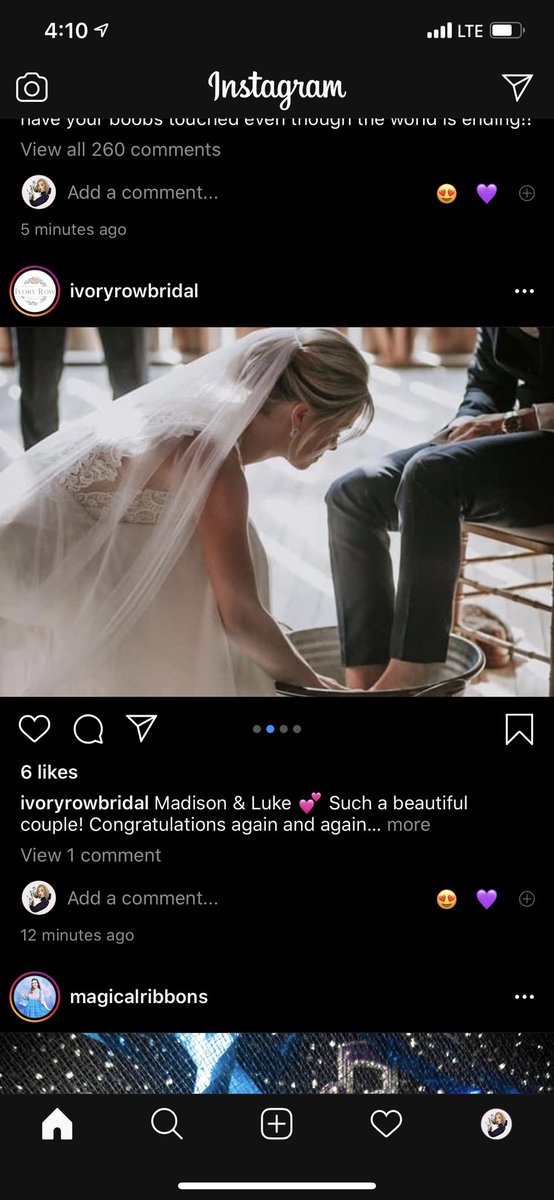 4:10
LTE
Instagram
have your boobs touched even though the world is ending!!
View all 260 comments
Add a comment...
5 minutes ago
IVORY ROW
ivoryrowbridal
6 likes
ivoryrowbridal Madison & Luke 💕 Such a beautiful
couple! Congratulations again and again... more
View 1 comment
Add a comment...
12 minutes ago
magicalribbons